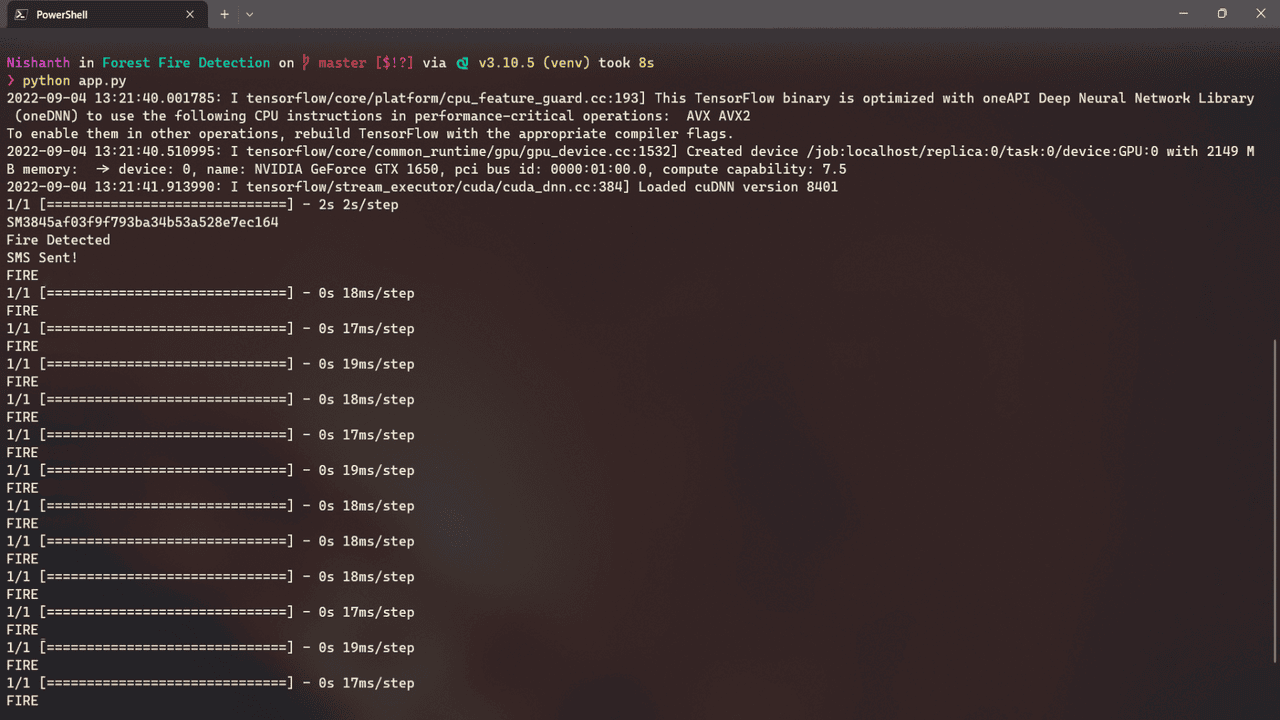 PowerShell
Nishanth in Forest Fire Detection on master [$!?] via v3.10.5 (venv) took 8s
❯ python app.py
2022-09-04 13:21:40.001785: I tensorflow/core/platform/cpu_feature_guard.cc:193] This TensorFlow binary is optimized with oneAPI Deep Neural Network Library
(oneDNN) to use the following CPU instructions in performance-critical operations:  AVX AVX2
To enable them in other operations, rebuild TensorFlow with the appropriate compiler flags.
2022-09-04 13:21:40.510995: I tensorflow/core/common_runtime/gpu/gpu_device.cc:1532] Created device /job:localhost/replica:0/task:0/device:GPU:0 with 2149 M
B memory:  -> device: 0, name: NVIDIA GeForce GTX 1650, pci bus id: 0000:01:00.0, compute capability: 7.5
2022-09-04 13:21:41.913990: I tensorflow/stream_executor/cuda/cuda_dnn.cc:384] Loaded cuDNN version 8401
1/1 [==============================] - 2s 2s/step
SM3845af03f9f793ba34b53a528e7ec164
Fire Detected
SMS Sent!
FIRE
1/1 [==============================] - 0s 18ms/step
FIRE
1/1 [==============================] - 0s 17ms/step
FIRE
1/1 [==============================] - 0s 19ms/step
FIRE
1/1 [==============================] - 0s 18ms/step
FIRE
1/1 [==============================] - 0s 17ms/step
FIRE
1/1 [==============================] - 0s 19ms/step
FIRE
1/1 [==============================] - 0s 18ms/step
FIRE
1/1 [==============================] - 0s 18ms/step
FIRE
1/1 [==============================] - 0s 18ms/step
FIRE
1/1 [==============================] - 0s 17ms/step
FIRE
1/1 [==============================] - 0s 19ms/step
FIRE
1/1 [==============================] - 0s 17ms/step
FIRE